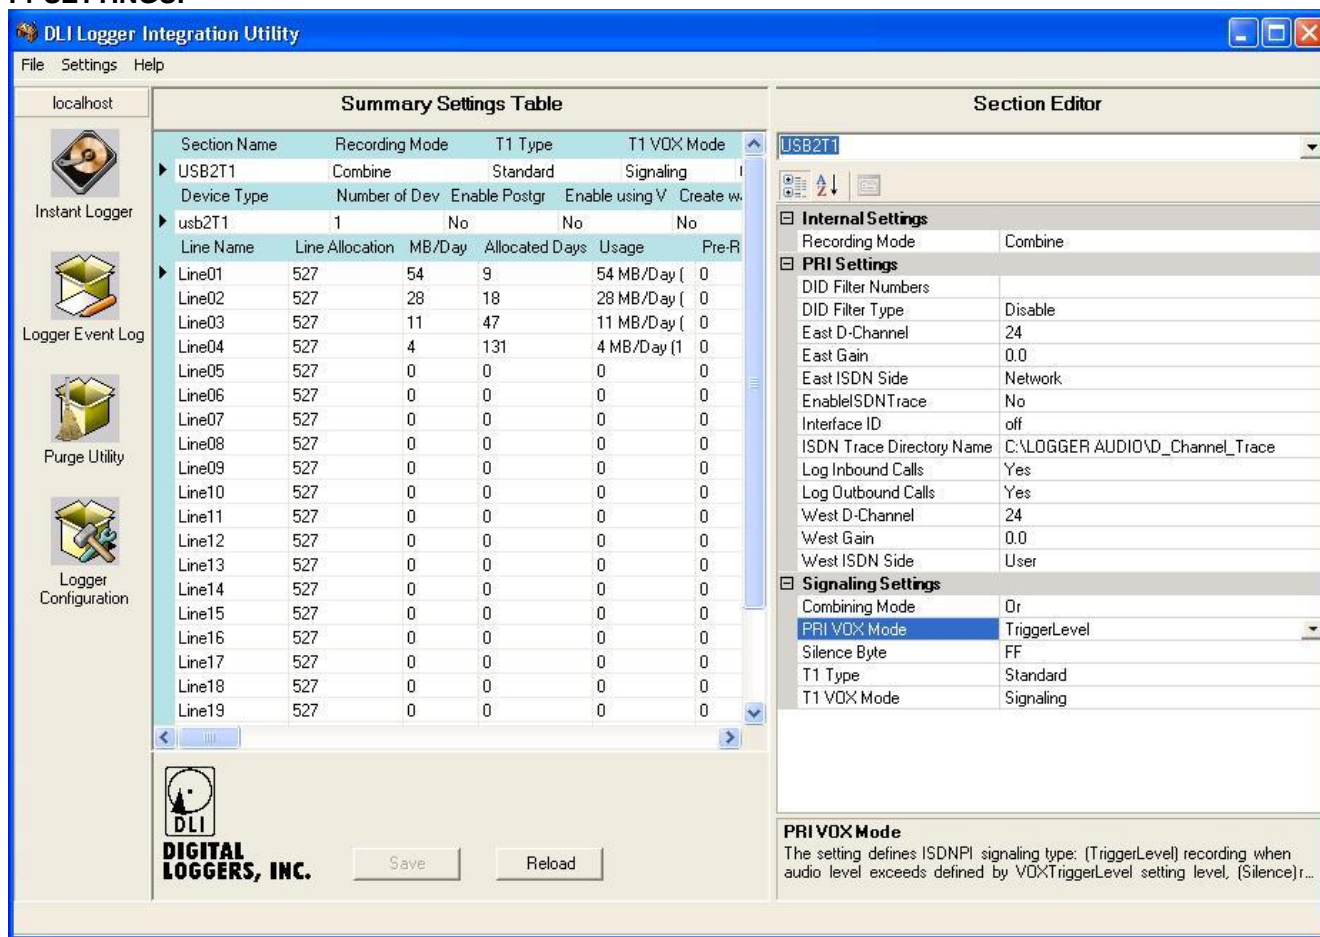 DLI Logger Integration Utility
File Settings Help
localhost
Instant Logger
Logger Event Log
Purge Utility
Logger
Configuration
Summary Settings Table
Section Name Recording Mode T1 Type T1 VOX Mode
USB2T1 Combine Standard Signaling
Device Type Number of Dev Enable Postgr Enable using V Create w
usb2T1 1 No No No
Line Name Line Allocation MB/Day Allocated Days Usage Pre-R
Line01 527 54 9 54 MB/Day ( 0
Line02 527 28 18 28 MB/Day ( 0
Line03 527 11 47 11 MB/Day ( 0
Line04 527 4 131 4 MB/Day (1 0
Line05 527 0 0 0 0
Line06 527 0 0 0 0
Line07 527 0 0 0 0
Line08 527 0 0 0 0
Line09 527 0 0 0 0
Line10 527 0 0 0 0
Line11 527 0 0 0 0
Line12 527 0 0 0 0
Line13 527 0 0 0 0
Line14 527 0 0 0 0
Line15 527 0 0 0 0
Line16 527 0 0 0 0
Line17 527 0 0 0 0
Line18 527 0 0 0 0
Line19 527 0 0 0 0
DLI
DIGITAL
LOGGERS, INC.
Save Reload
Section Editor
USB2T1
Internal Settings
Recording Mode Combine
PRI Settings
DID Filter Numbers
DID Filter Type Disable
East D-Channel 24
East Gain 0.0
East ISDN Side Network
EnableISDNTrace No
Interface ID off
ISDN Trace Directory Name C:\LOGGER AUDIO\D_Channel_Trace
Log Inbound Calls Yes
Log Outbound Calls Yes
West D-Channel 24
West Gain 0.0
West ISDN Side User
Signaling Settings
Combining Mode Or
PRI VOX Mode TriggerLevel
Silence Byte FF
T1 Type Standard
T1 VOX Mode Signaling
PRI VOX Mode
The setting defines ISDNPI signaling type: (TriggerLevel) recording when
audio level exceeds defined by VOXTriggerLevel setting level, (Silence) r...